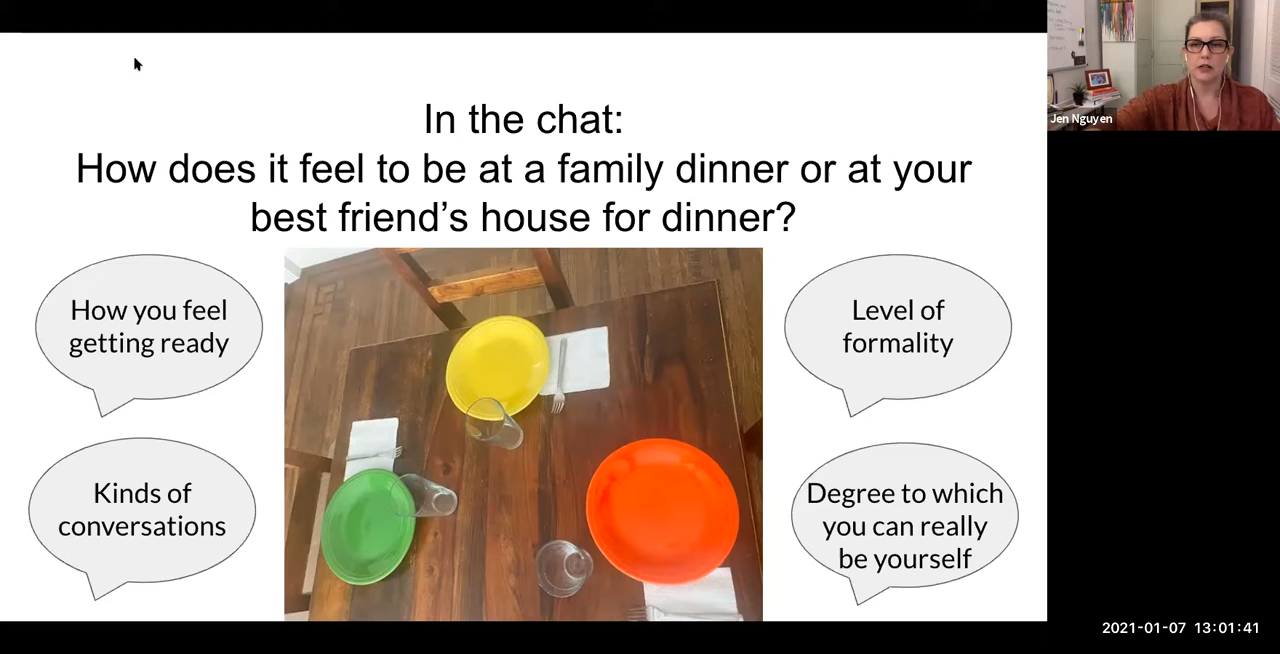 In the chat:
How does it feel to be at a family dinner or at your
best friend’s house for dinner?
How you feel
getting ready
Level of
formality
Kinds of
conversations
Degree to which
you can really
be yourself
Jen Nguyen
2021-01-07 13:01:41